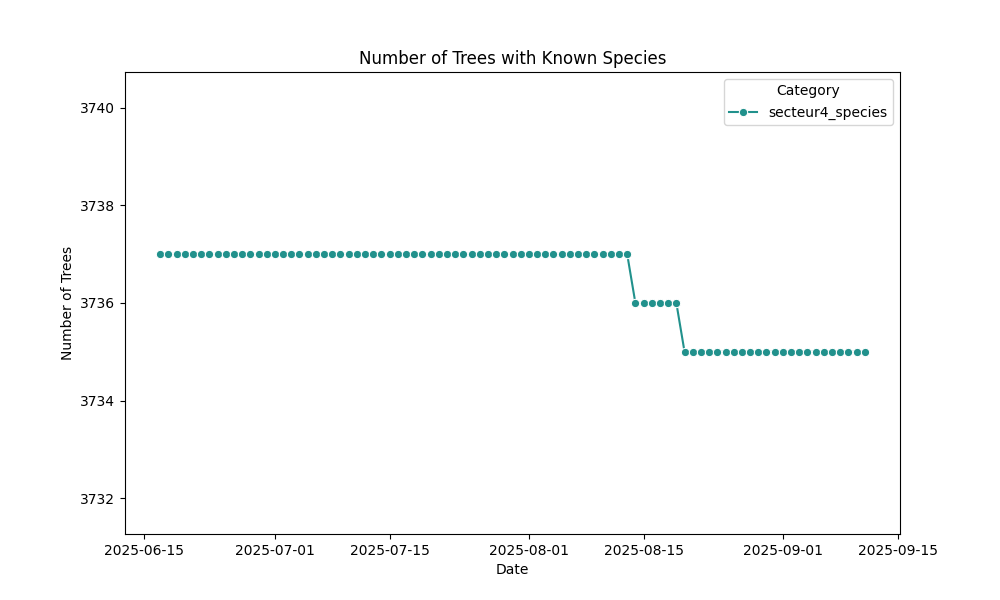 Number of Trees with Known Species
Category
secteur4_species
Number of Trees
3740
3738
3736
3734
3732
2025-06-15
2025-07-01
2025-07-15
2025-08-01
2025-08-15
2025-09-01
2025-09-15
Date